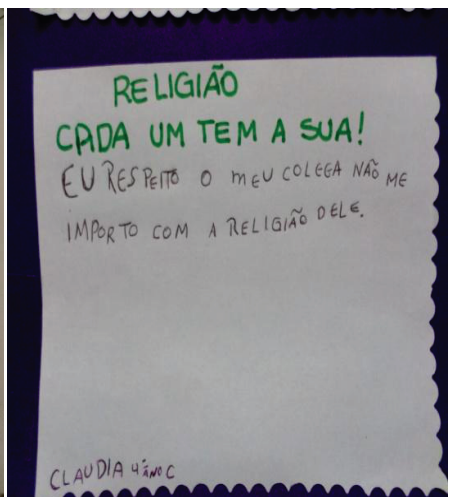 RELIGIÃO
CADA UM TEM A SUA!
EU RESPEITO O MEU COLEGA NÃO ME
IMPORTO COM A RELIGIÃO DELE.
CLAUDIA 4º ANO C